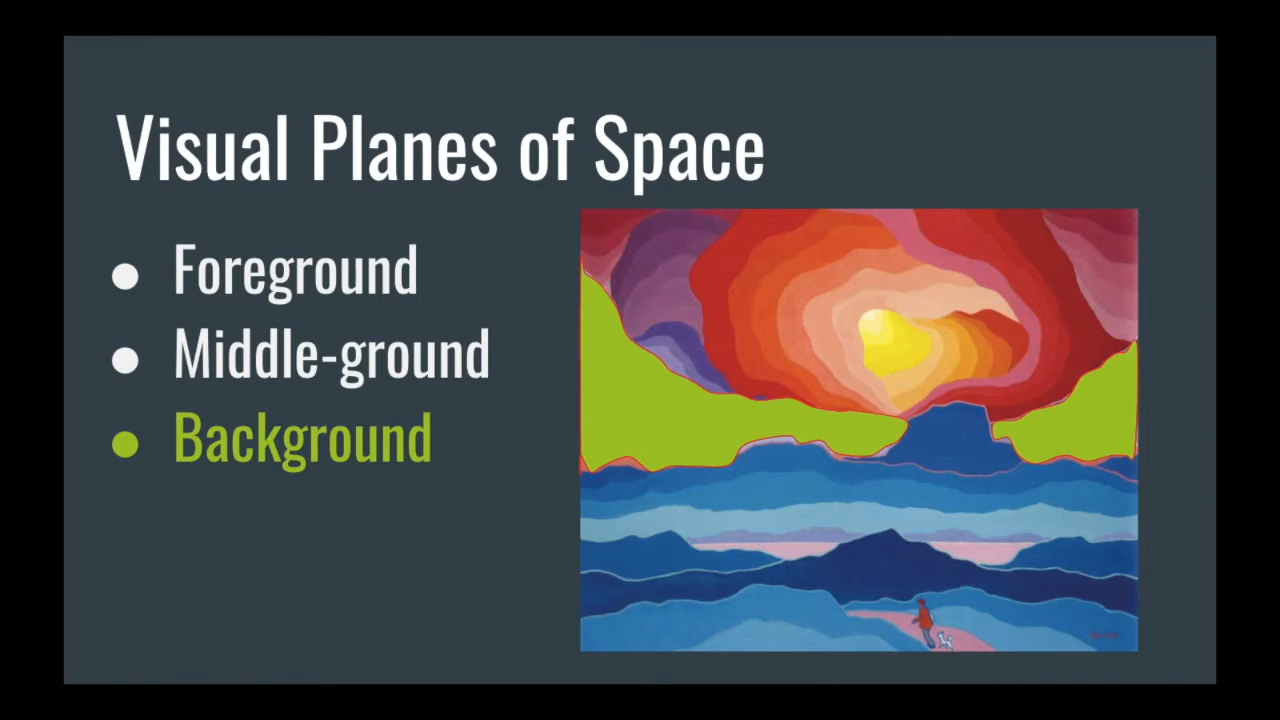 Visual Planes of Space
● Foreground
● Middle-ground
● Background